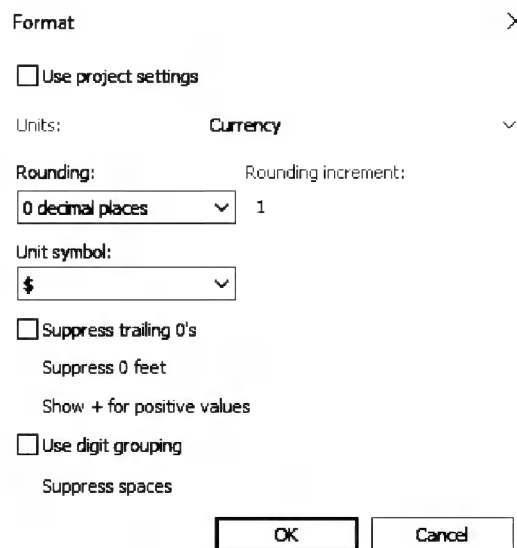 Format
Use project settings
Units: Currency
Rounding: Rounding increment:
0 decimal places 1
Unit symbol:
$
Suppress trailing 0's
Suppress 0 feet
Show + for positive values
Use digit grouping
Suppress spaces
OK Cancel